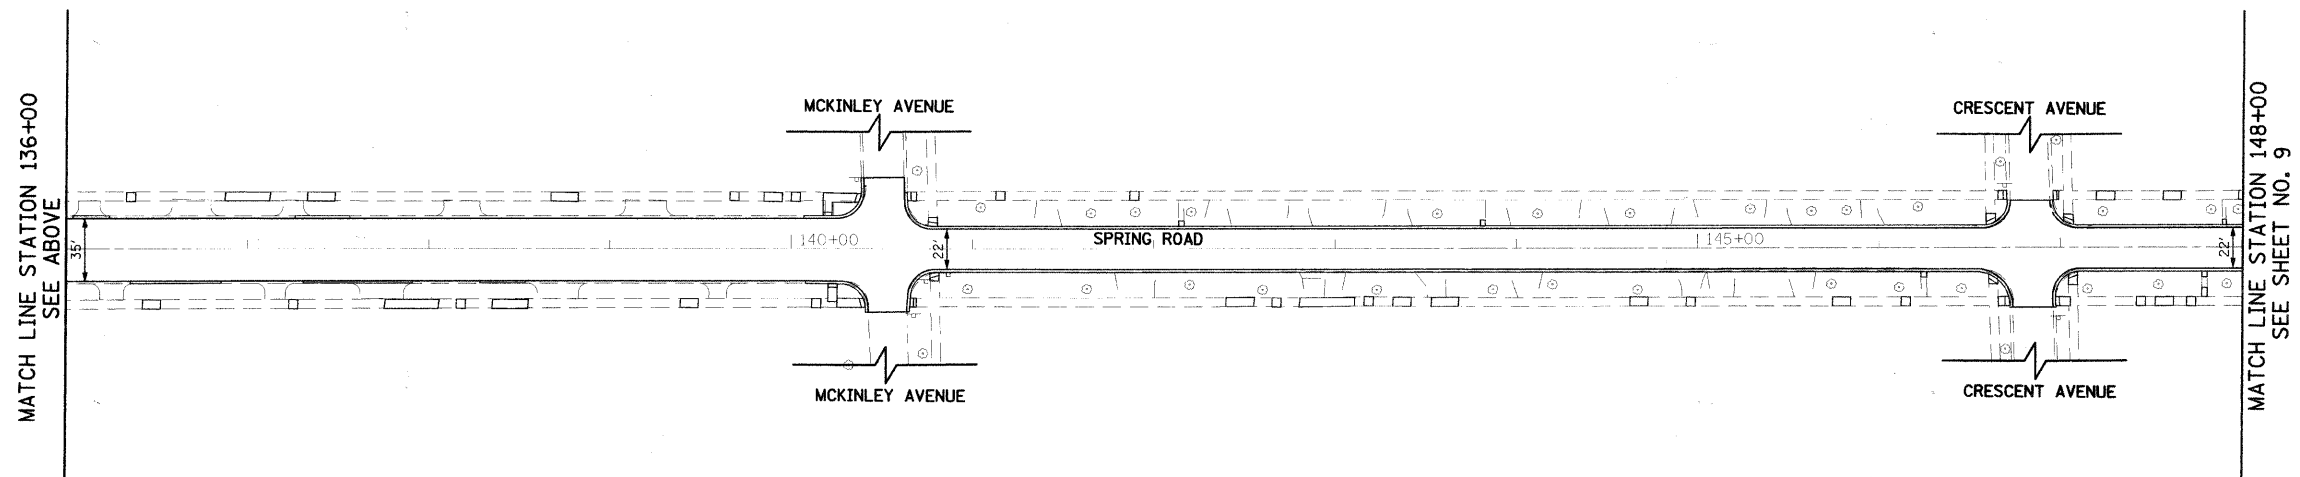 MATCH LINE STATION 136+00
SEE ABOVE
35'
MCKINLEY AVENUE
140+00
22'
SPRING ROAD
MCKINLEY AVENUE
145+00
CRESCENT AVENUE
22'
CRESCENT AVENUE
MATCH LINE STATION 148+00
SEE SHEET NO. 9